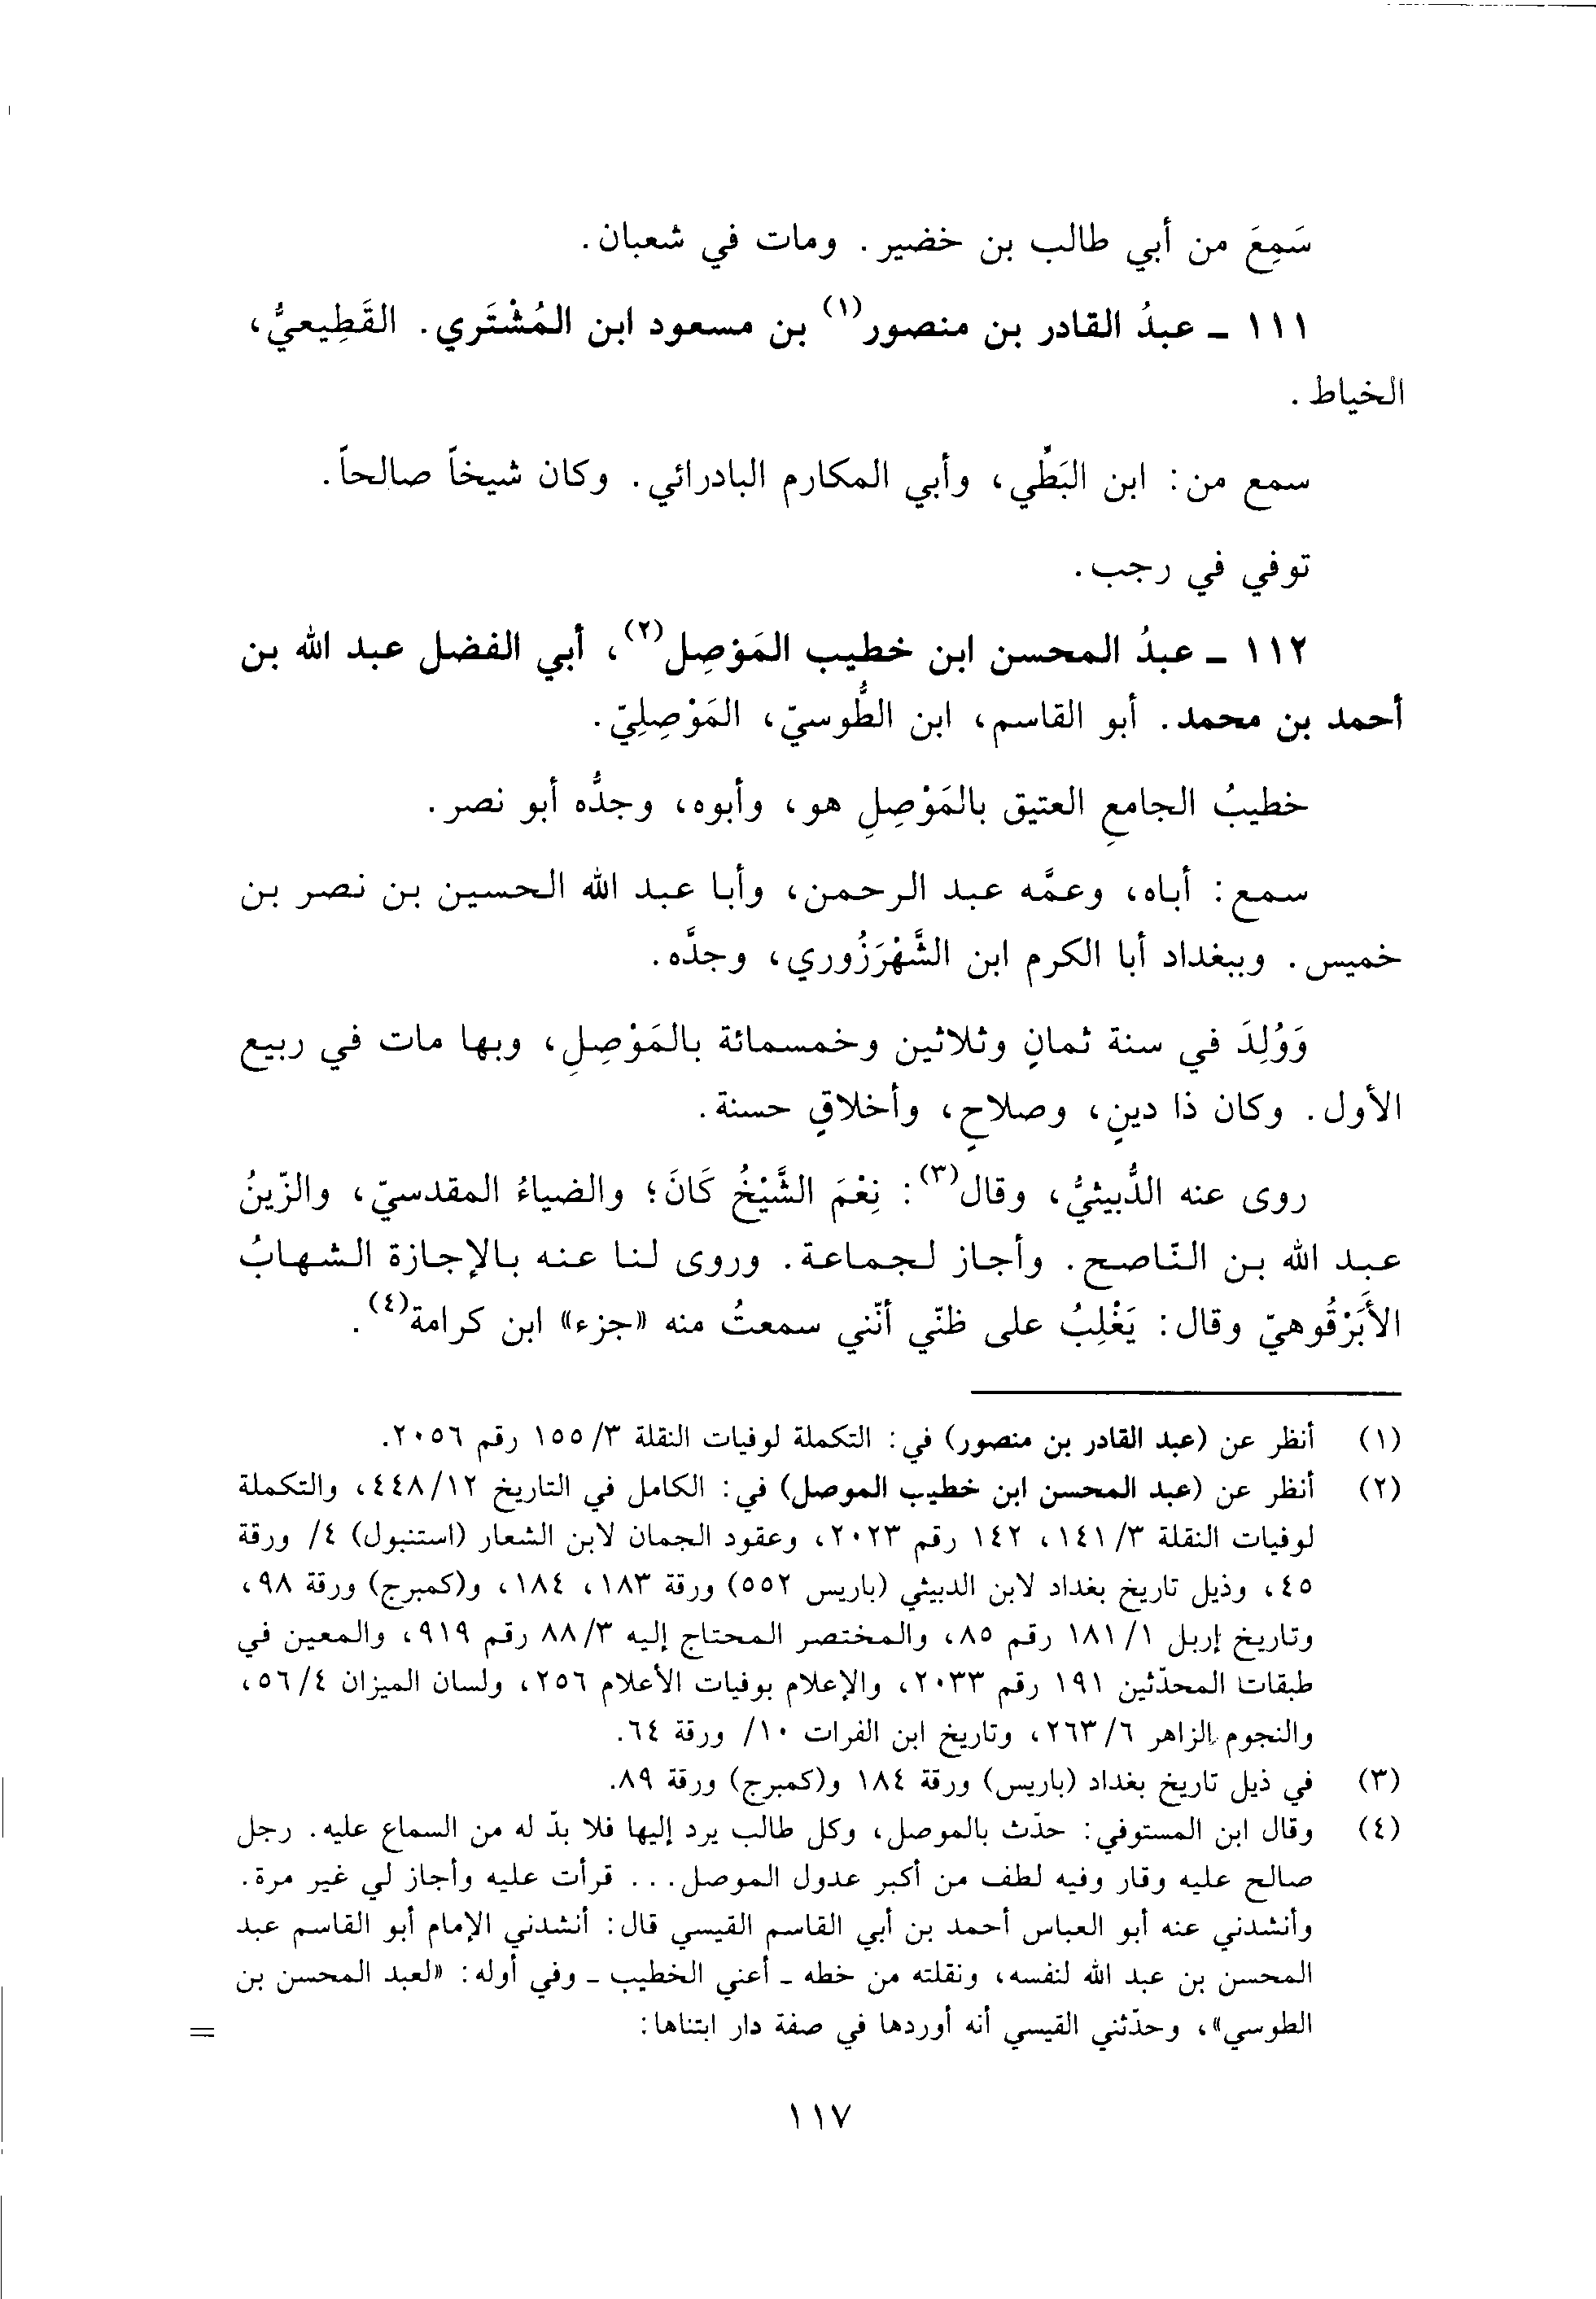 سَمِعَ من أبي طالب بن خضير. ومات في شعبان.
١١١ ـ عبدُ القادر بن منصور(١) بن مسعود ابن المُشْتَري. القَطِيعيُّ،
الخياط.
سمع من: ابن البَطِّي، وأبي المكارم البادرائي. وكان شيخاً صالحاً.
توفي في رجب.
١١٢ ـ عبدُ المحسن ابن خطيب المَوْصِل(٢)، أبي الفضل عبد الله بن
أحمد بن محمد. أبو القاسم، ابن الطُّوسيّ، المَوْصِلِيّ.
خطيبُ الجامعِ العتيق بالمَوْصِلِ هو، وأبوه، وجدُّه أبو نصر.
سمع: أباه، وعمَّه عبد الرحمن، وأبا عبد الله الحسين بن نصر بن
خميس. وببغداد أبا الكرم ابن الشَّهْرَزُوري، وجدَّه.
وَوُلِدَ في سنة ثمانٍ وثلاثين وخمسمائة بالمَوْصِلِ، وبها مات في ربيع
الأول. وكان ذا دينٍ، وصلاحٍ، وأخلاقٍ حسنة.
روى عنه الدُّبيثيُّ، وقال(٣): نِعْمَ الشَّيْخُ كَانَ؛ والضياءُ المقدسيّ، والزّينُ
عبد الله بن النّاصح. وأجاز لجماعة. وروى لنا عنه بالإجازة الشهابُ
الأَبَرْقُوهيّ وقال: يَغْلِبُ على ظنّي أنّني سمعتُ منه «جزء» ابن كرامة(٤).
(١) أنظر عن (عبد القادر بن منصور) في: التكملة لوفيات النقلة ٣/ ١٥٥ رقم ٢٠٥٦.
(٢) أنظر عن (عبد المحسن ابن خطيب الموصل) في: الكامل في التاريخ ١٢/ ٤٤٨، والتكملة
لوفيات النقلة ٣/ ١٤١، ١٤٢ رقم ٢٠٢٣، وعقود الجمان لابن الشعار (استنبول) ٤/ ورقة
٤٥، وذيل تاريخ بغداد لابن الدبيثي (باريس ٥٥٢) ورقة ١٨٣، ١٨٤، و(كمبرج) ورقة ٩٨،
وتاريخ إربل ١/ ١٨١ رقم ٨٥، والمختصر المحتاج إليه ٣/ ٨٨ رقم ٩١٩، والمعين في
طبقات المحدّثين ١٩١ رقم ٢٠٣٣، والإعلام بوفيات الأعلام ٢٥٦، ولسان الميزان ٤/ ٥٦،
والنجوم الزاهر ٦/ ٢٦٣، وتاريخ ابن الفرات ١٠/ ورقة ٦٤.
(٣) في ذيل تاريخ بغداد (باريس) ورقة ١٨٤ و(كمبرج) ورقة ٨٩.
(٤) وقال ابن المستوفي: حدّث بالموصل، وكل طالب يرد إليها فلا بدّ له من السماع عليه. رجل
صالح عليه وقار وفيه لطف من أكبر عدول الموصل... قرأت عليه وأجاز لي غير مرة.
وأنشدني عنه أبو العباس أحمد بن أبي القاسم القيسي قال: أنشدني الإمام أبو القاسم عبد
المحسن بن عبد الله لنفسه، ونقلته من خطه ـ أعني الخطيب ـ وفي أوله: «لعبد المحسن بن
الطوسي»، وحدّثني القيسي أنه أوردها في صفة دار ابتناها: =
١١٧